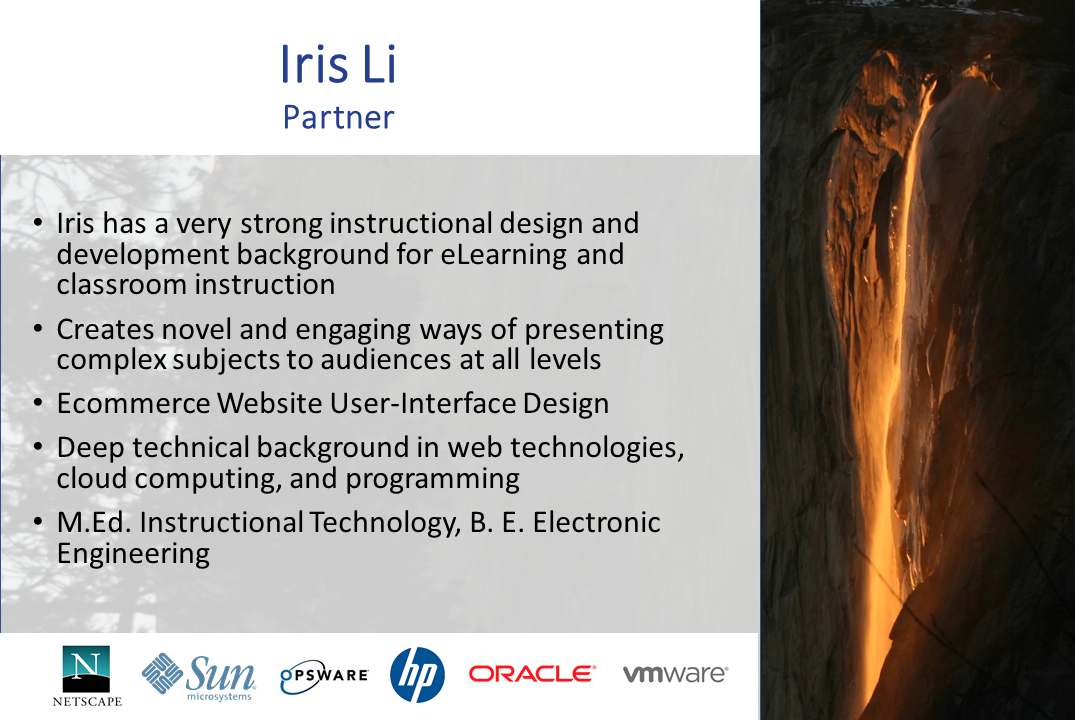 Iris Li
Partner
• Iris has a very strong instructional design and
development background for eLearning and
classroom instruction
• Creates novel and engaging ways of presenting
complex subjects to audiences at all levels
• Ecommerce Website User-Interface Design
• Deep technical background in web technologies,
cloud computing, and programming
• M.Ed. Instructional Technology, B. E. Electronic
Engineering
N
NETSCAPE
Sun
microsystems
OPSWARE
hp
ORACLE®
vmware®